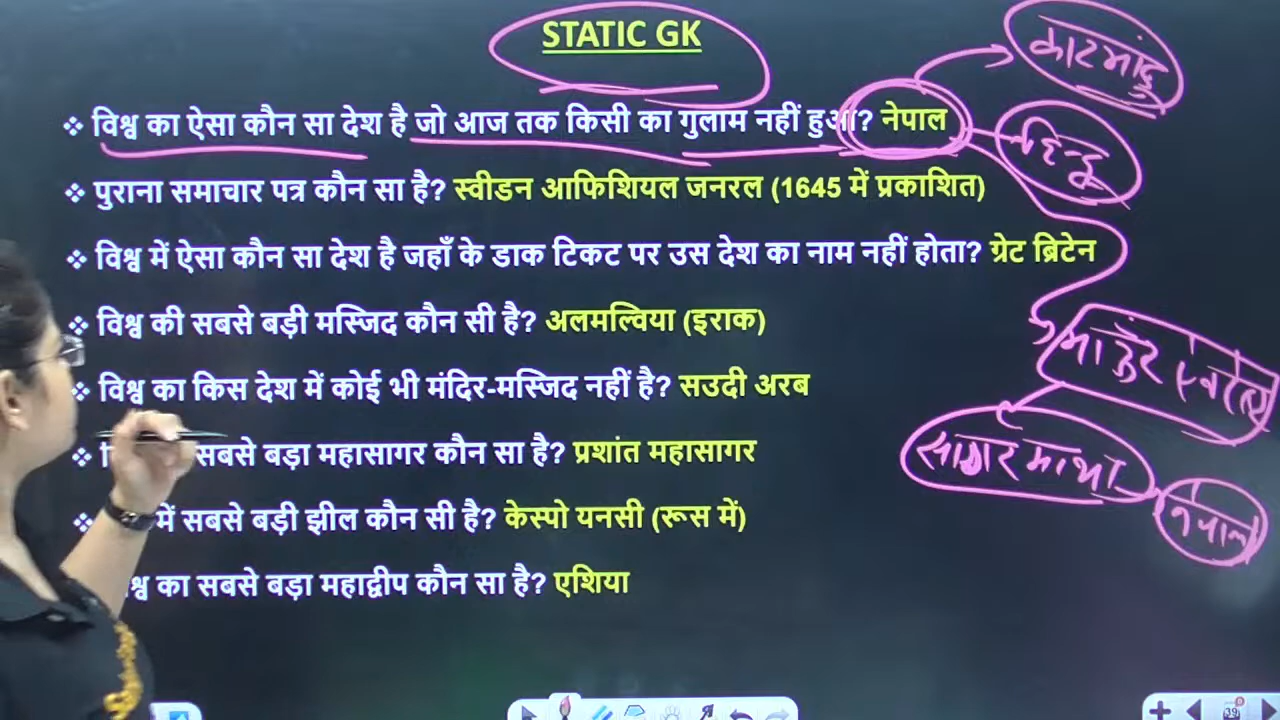 STATIC GK
❖ विश्व का ऐसा कौन सा देश है जो आज तक किसी का गुलाम नहीं हुआ? नेपाल
काटमांडु
हिन्दू
❖ पुराना समाचार पत्र कौन सा है? स्वीडन आफिशियल जनरल (1645 में प्रकाशित)
❖ विश्व में ऐसा कौन सा देश है जहाँ के डाक टिकट पर उस देश का नाम नहीं होता? ग्रेट ब्रिटेन
❖ विश्व की सबसे बड़ी मस्जिद कौन सी है? अलमल्विया (इराक)
माउंट
❖ विश्व का किस देश में कोई भी मंदिर-मस्जिद नहीं है? सउदी अरब
सबसे बड़ा महासागर कौन सा है? प्रशांत महासागर
सागरमाथा
में सबसे बड़ी झील कौन सी है? केस्पो यनसी (रूस में)
नेपाल
का सबसे बड़ा महाद्वीप कौन सा है? एशिया
39